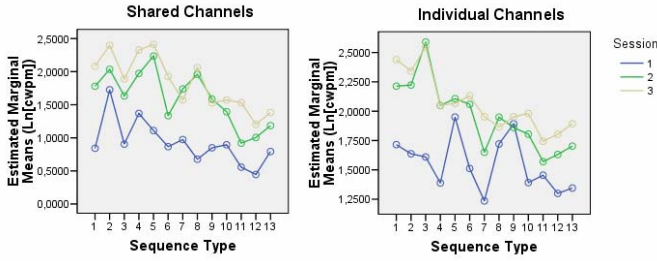 Shared Channels
Estimated Marginal
Means (Ln[cwpm])
2,5000
2,0000
1,5000
1,0000
0,5000
0,0000
1 2 3 4 5 6 7 8 9 10 11 12 13
Sequence Type
Individual Channels
Estimated Marginal
Means (Ln[cwpm])
2,5000
2,2500
2,0000
1,7500
1,5000
1,2500
1 2 3 4 5 6 7 8 9 10 11 12 13
Sequence Type
Session
1
2
3